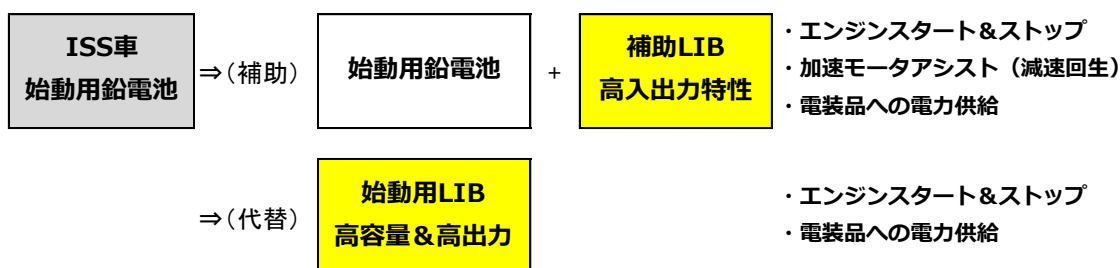 ISS車
始動用鉛電池
⇒（補助）
始動用鉛電池
+
補助LIB
高入出力特性
・エンジンスタート＆ストップ
・加速モータアシスト（減速回生）
・電装品への電力供給
⇒（代替）
始動用LIB
高容量＆高出力
・エンジンスタート＆ストップ
・電装品への電力供給